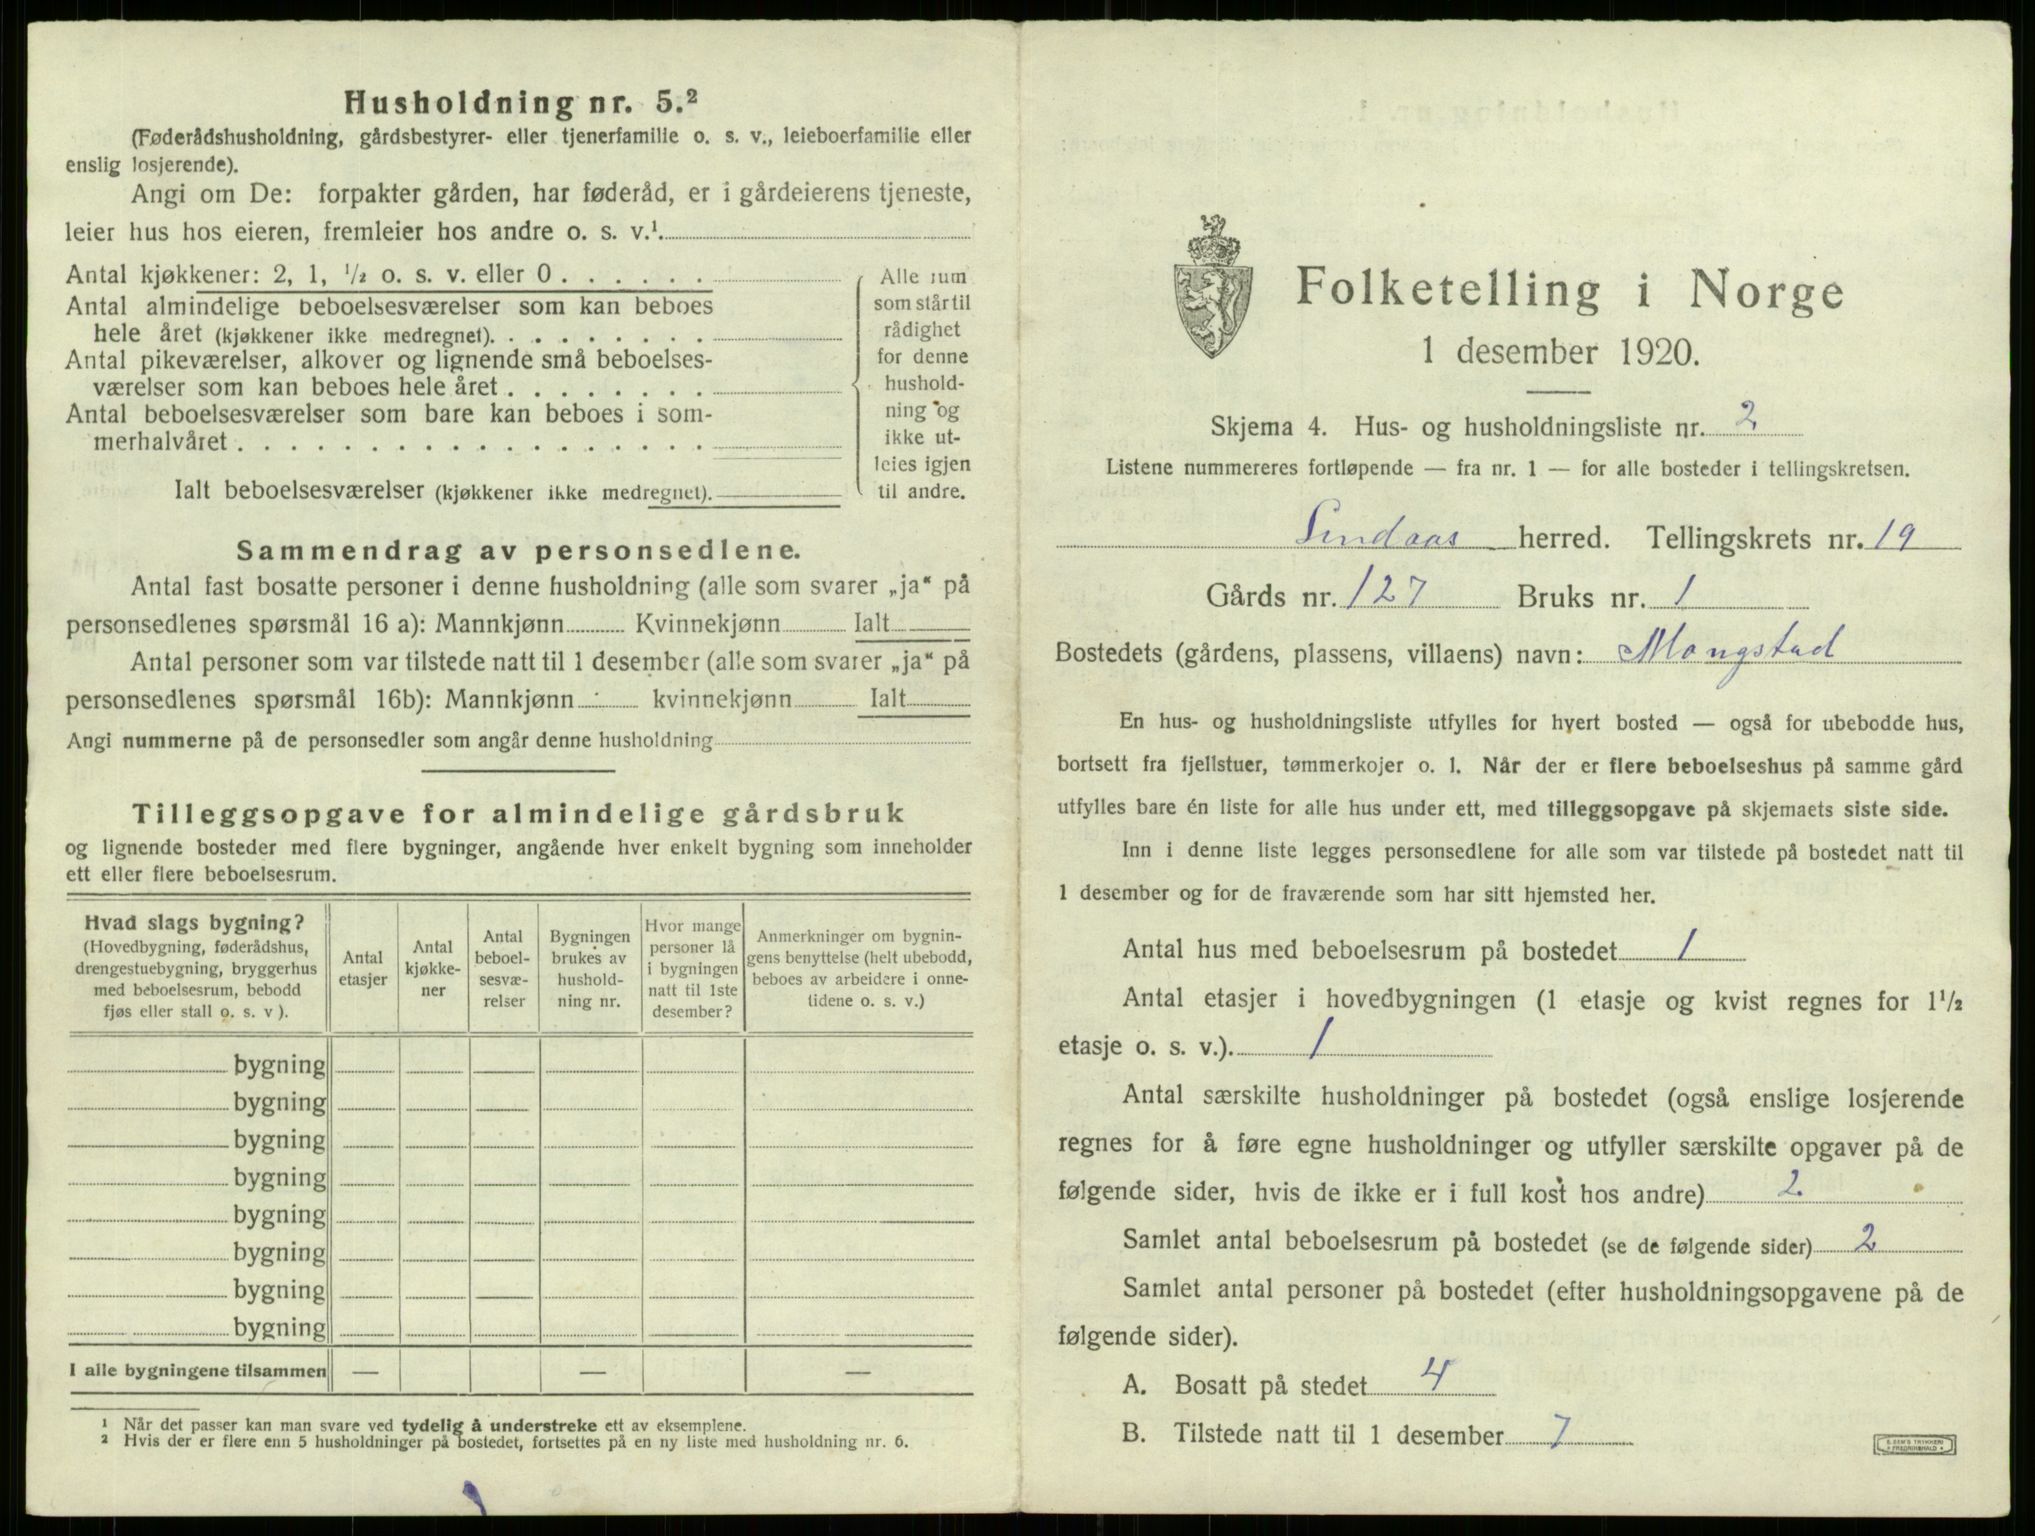 Husholdning nr. 5.²
(Føderådshusholdning, gårdsbestyrer- eller tjenerfamilie o. s. v., leieboerfamilie eller
enslig losjerende).
Angi om De: forpakter gården, har føderåd, er i gårdeierens tjeneste,
leier hus hos eieren, fremleier hos andre o. s. v.¹
Antal kjøkkener: 2, 1, ½ o. s. v. eller 0 . . . . . .
Antal almindelige beboelsesværelser som kan beboes
hele året (kjøkkener ikke medregnet). . . . . . . . .
Antal pikeværelser, alkover og lignende små beboelses-
værelser som kan beboes hele året . . . . . . . .
Antal beboelsesværelser som bare kan beboes i som-
merhalvåret . . . . . . . . . . . . . . . . . .
Ialt beboelsesværelser (kjøkkener ikke medregnet).
Alle rum
som står til
rådighet
for denne
hushold-
ning og
ikke ut-
leies igjen
til andre.
Sammendrag av personsedlene.
Antal fast bosatte personer i denne husholdning (alle som svarer „ja“ på
personsedlenes spørsmål 16 a): Mannkjønn Kvinnekjønn Ialt
Antal personer som var tilstede natt til 1 desember (alle som svarer „ja“ på
personsedlenes spørsmål 16b): Mannkjønn kvinnekjønn Ialt
Angi nummerne på de personsedler som angår denne husholdning
Tilleggsopgave for almindelige gårdsbruk
og lignende bosteder med flere bygninger, angående hver enkelt bygning som inneholder
ett eller flere beboelsesrum.
Hvad slags bygning?
(Hovedbygning, føderådshus,
drengestuebygning, bryggerhus
med beboelsesrum, bebodd
fjøs eller stall o. s. v ).
Antal
etasjer
Antal
kjøkke-
ner
Antal
beboel-
sesvæ-
relser
Bygningen
brukes av
hushold-
ning nr.
Hvor mange
personer lå
i bygningen
natt til 1ste
desember?
Anmerkninger om bygnin-
gens benyttelse (helt ubebodd,
beboes av arbeidere i onne-
tidene o. s. v.)
bygning
bygning
bygning
bygning
bygning
bygning
bygning
bygning
I alle bygningene tilsammen — — —
¹ Når det passer kan man svare ved tydelig å understreke ett av eksemplene.
² Hvis der er flere enn 5 husholdninger på bostedet, fortsettes på en ny liste med husholdning nr. 6.
Folketelling i Norge
1 desember 1920.
Skjema 4. Hus- og husholdningsliste nr. 2
Listene nummereres fortløpende — fra nr. 1 — for alle bosteder i tellingskretsen.
Lindaas herred. Tellingskrets nr. 19
Gårds nr. 127 Bruks nr. 1
Bostedets (gårdens, plassens, villaens) navn: Mongstad
En hus- og husholdningsliste utfylles for hvert bosted — også for ubebodde hus,
bortsett fra fjellstuer, tømmerkojer o. l. Når der er flere beboelseshus på samme gård
utfylles bare én liste for alle hus under ett, med tilleggsopgave på skjemaets siste side.
Inn i denne liste legges personsedlene for alle som var tilstede på bostedet natt til
1 desember og for de fraværende som har sitt hjemsted her.
Antal hus med beboelsesrum på bostedet 1
Antal etasjer i hovedbygningen (1 etasje og kvist regnes for 1½
etasje o. s. v.). 1
Antal særskilte husholdninger på bostedet (også enslige losjerende
regnes for å føre egne husholdninger og utfyller særskilte opgaver på de
følgende sider, hvis de ikke er i full kost hos andre) 2
Samlet antal beboelsesrum på bostedet (se de følgende sider) 2
Samlet antal personer på bostedet (efter husholdningsopgavene på de
følgende sider).
A. Bosatt på stedet 4
B. Tilstede natt til 1 desember 7
E. SEM'S TRYKKERI
FREDRIKSHALD